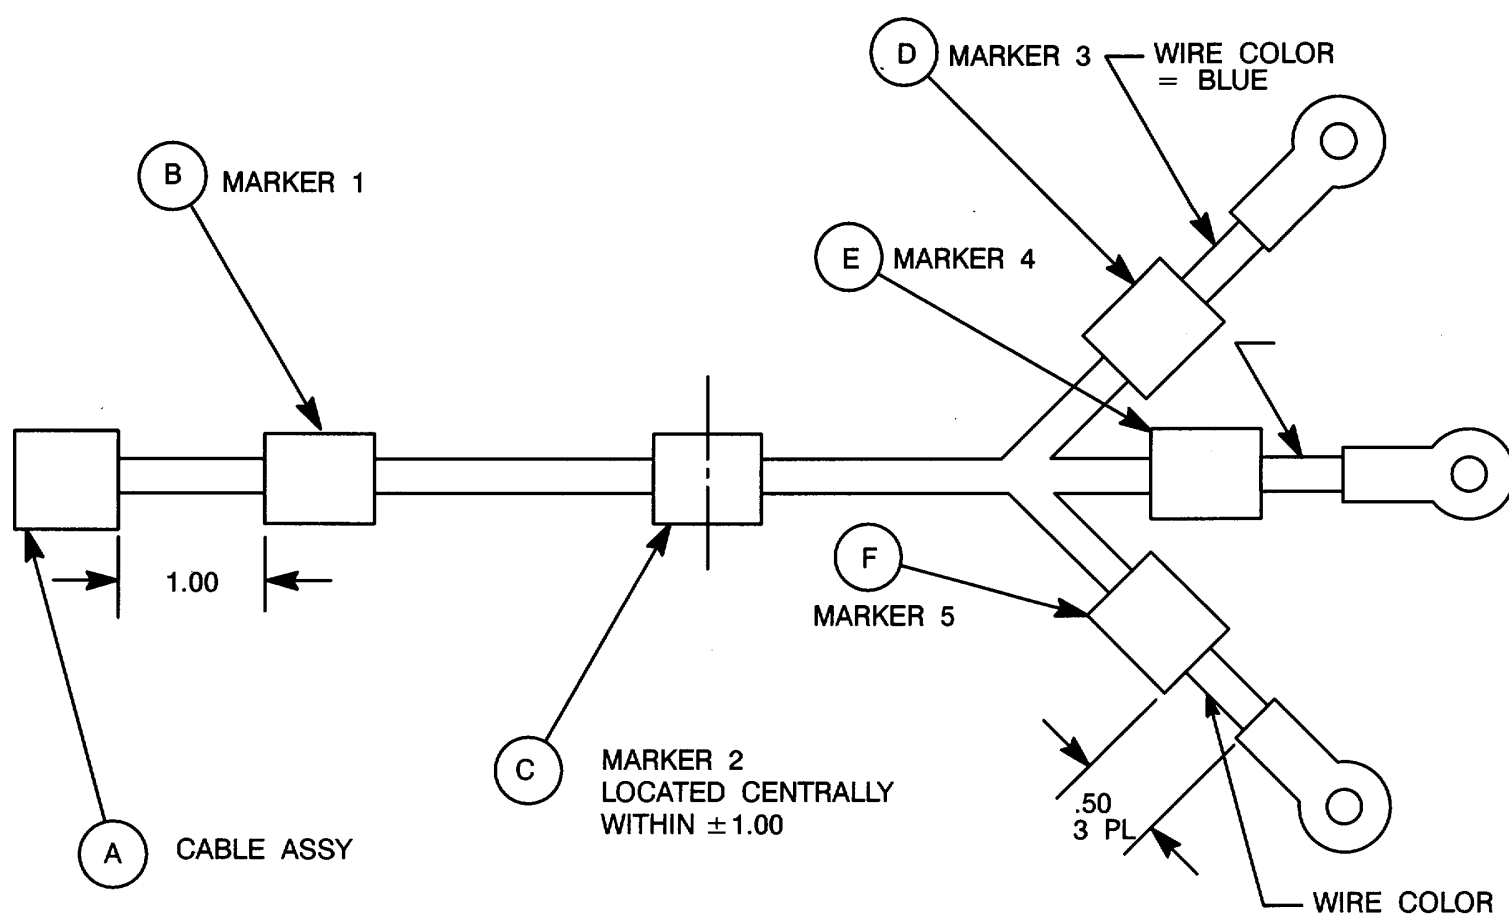 D MARKER 3
WIRE COLOR
= BLUE
B MARKER 1
E MARKER 4
1.00
F
MARKER 5
C
MARKER 2
LOCATED CENTRALLY
WITHIN ±1.00
.50
3 PL
A CABLE ASSY
WIRE COLOR